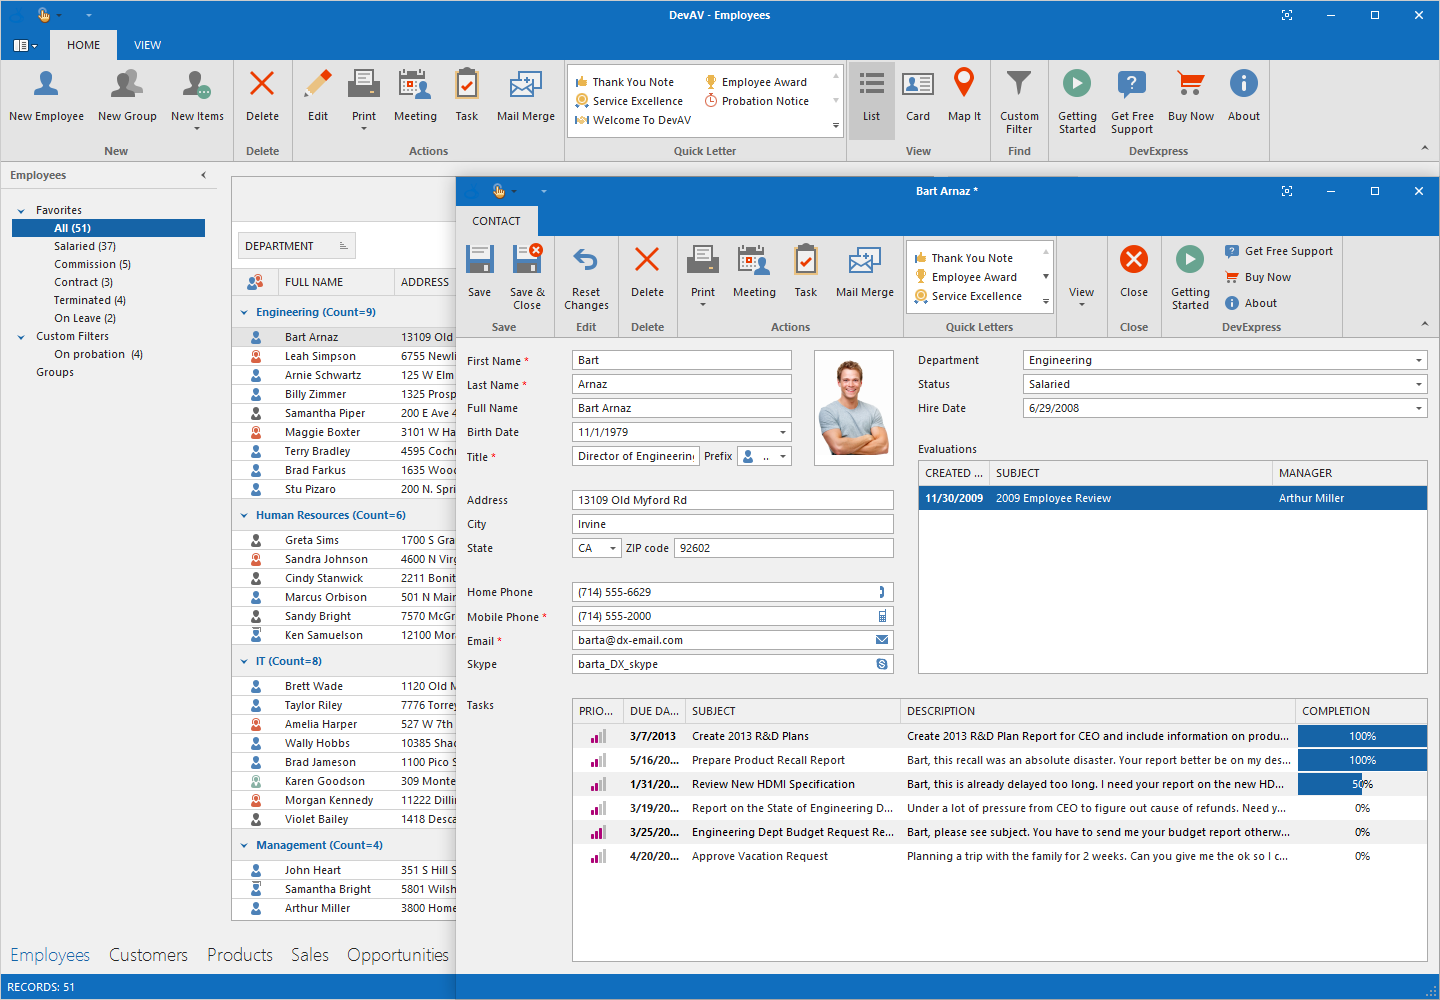 DevAV - Employees
HOME
VIEW
New Employee
New Group
New Items
New
Delete
Delete
Edit
Print
Meeting
Task
Mail Merge
Actions
Thank You Note
Employee Award
Service Excellence
Probation Notice
Welcome To DevAV
Quick Letter
List
Card
Map It
View
Custom
Filter
Find
Getting
Started
Get Free
Support
Buy Now
About
DevExpress
Employees
Favorites
All (51)
Salaried (37)
Commission (5)
Contract (3)
Terminated (4)
On Leave (2)
Custom Filters
On probation (4)
Groups
DEPARTMENT
FULL NAME ADDRESS
Engineering (Count=9)
Bart Arnaz 13109 Old
Leah Simpson 6755 Newli
Arnie Schwartz 125 W Elm
Billy Zimmer 1325 Prosp
Samantha Piper 200 E Ave 4
Maggie Boxter 3101 W Ha
Terry Bradley 4595 Coch
Brad Farkus 1635 Wood
Stu Pizaro 200 N. Spri
Human Resources (Count=6)
Greta Sims 1700 S Gra
Sandra Johnson 4600 N Virg
Cindy Stanwick 2211 Bonit
Marcus Orbison 501 N Main
Sandy Bright 7570 McGr
Ken Samuelson 12100 Mor
IT (Count=8)
Brett Wade 1120 Old M
Taylor Riley 7776 Torrey
Amelia Harper 527 W 7th
Wally Hobbs 10385 Shad
Brad Jameson 1100 Pico S
Karen Goodson 309 Monte
Morgan Kennedy 11222 Dilli
Violet Bailey 1418 Desca
Management (Count=4)
John Heart 351 S Hill S
Samantha Bright 5801 Wilsh
Arthur Miller 3800 Home
Employees Customers Products Sales Opportunities
RECORDS: 51
Bart Arnaz *
CONTACT
Save
Save &
Close
Save
Reset
Changes
Edit
Delete
Delete
Print
Meeting
Task
Mail Merge
Actions
Thank You Note
Employee Award
Service Excellence
Quick Letters
View
Close
Close
Getting
Started
Get Free Support
Buy Now
About
DevExpress
First Name * Bart
Last Name * Arnaz
Full Name Bart Arnaz
Birth Date 11/1/1979
Title * Director of Engineering Prefix ..
Address 13109 Old Myford Rd
City Irvine
State CA ZIP code 92602
Home Phone (714) 555-6629
Mobile Phone * (714) 555-2000
Email * barta@dx-email.com
Skype barta_DX_skype
Department Engineering
Status Salaried
Hire Date 6/29/2008
Evaluations
CREATED ... SUBJECT MANAGER
11/30/2009 2009 Employee Review Arthur Miller
Tasks
PRIO... DUE DA... SUBJECT DESCRIPTION COMPLETION
3/7/2013 Create 2013 R&D Plans Create 2013 R&D Plan Report for CEO and include information on produ... 100%
5/16/20... Prepare Product Recall Report Bart, this recall was an absolute disaster. Your report better be on my des... 100%
1/31/20... Review New HDMI Specification Bart, this is already delayed too long. I need your report on the new HD... 50%
3/19/20... Report on the State of Engineering D... Under a lot of pressure from CEO to figure out cause of refunds. Need y... 0%
3/25/20... Engineering Dept Budget Request Re... Bart, please see subject. You have to send me your budget report otherw... 0%
4/20/20... Approve Vacation Request Planning a trip with the family for 2 weeks. Can you give me the ok so I c... 0%